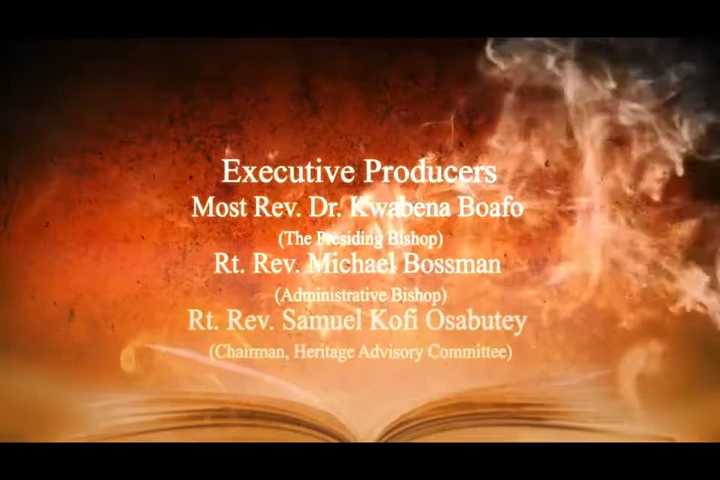 Executive Producers
Most Rev. Dr. Kwabena Boafo
(The Presiding Bishop)
Rt. Rev. Michael Bossman
(Administrative Bishop)
Rt. Rev. Samuel Kofi Osabutey
(Chairman, Heritage Advisory Committee)